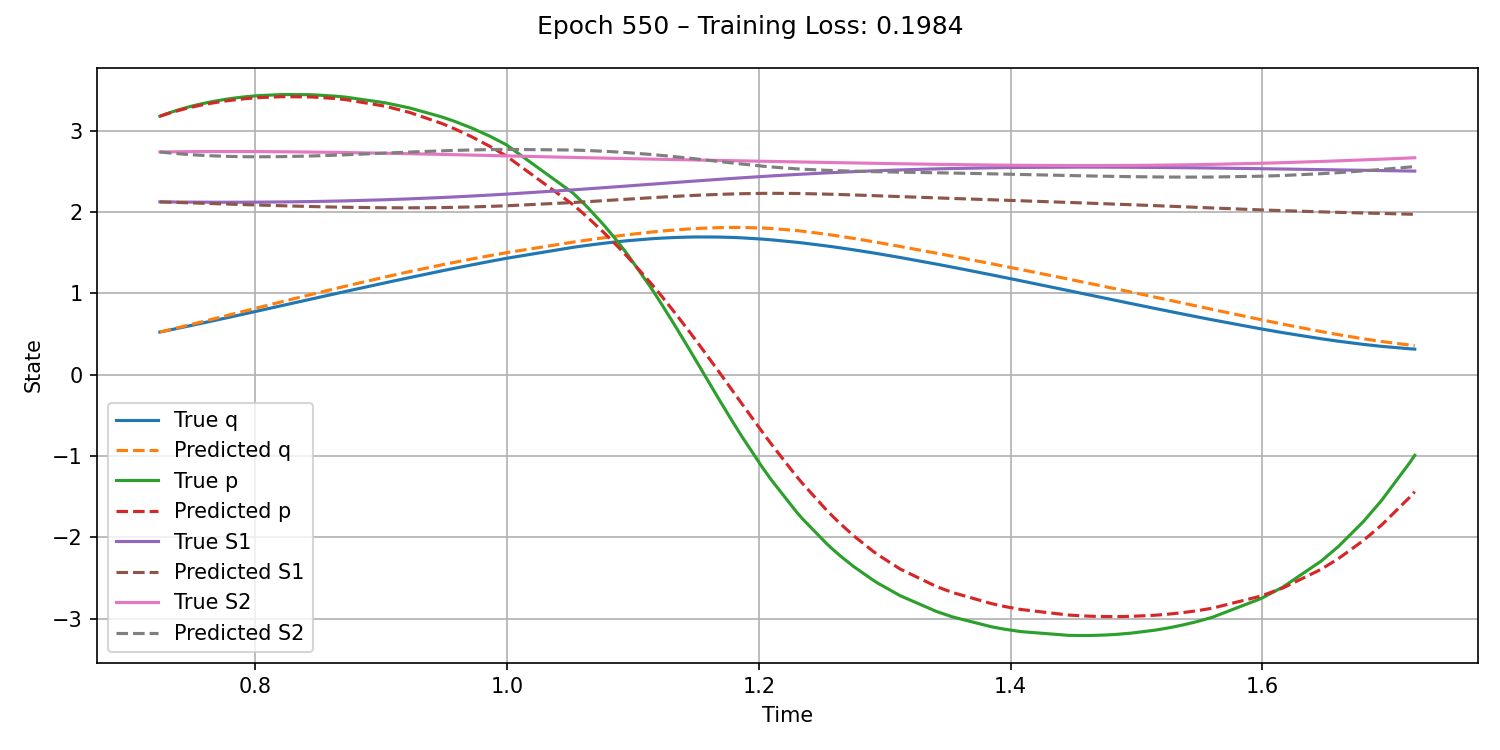 Epoch 550 – Training Loss: 0.1984
State
3
2
1
0
−1
−2
−3
True q
Predicted q
True p
Predicted p
True S1
Predicted S1
True S2
Predicted S2
0.8 1.0 1.2 1.4 1.6
Time